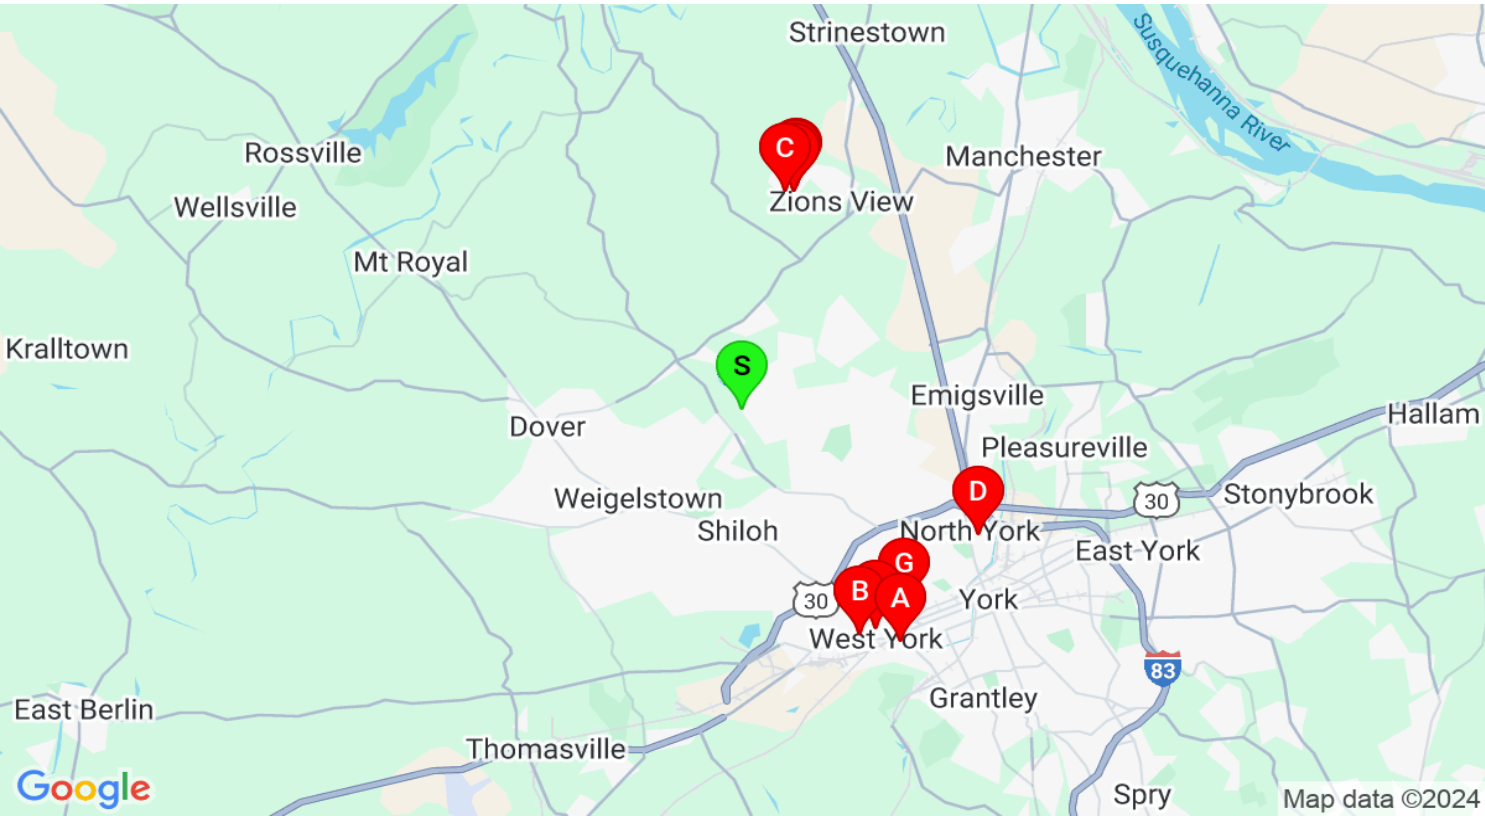 Strinestown
Susquehanna River
Rossville
C
Manchester
Wellsville
Zions View
Mt Royal
Kralltown
S
Emigsville
Hallam
Dover
Pleasureville
D
30
Stonybrook
Weigelstown
Shiloh
North York
East York
G
B
A
30
York
West York
83
Grantley
East Berlin
Thomasville
Google
Spry
Map data ©2024